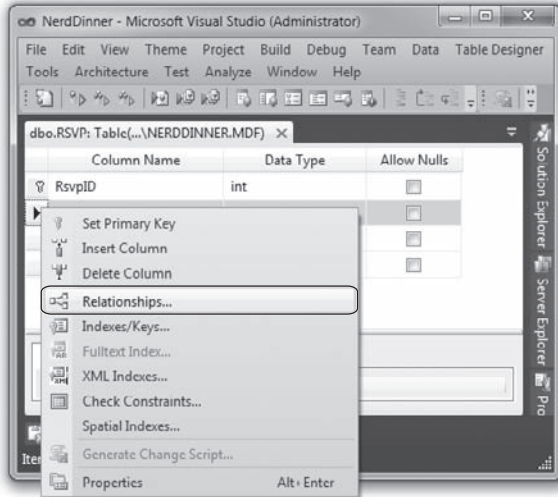 NerdDinner - Microsoft Visual Studio (Administrator)
File Edit View Theme Project Build Debug Team Data Table Designer
Tools Architecture Test Analyze Window Help
dbo.RSVP: Table(...\NERDDINNER.MDF)
Column Name Data Type Allow Nulls
RsvpID int
Set Primary Key
Insert Column
Delete Column
Relationships...
Indexes/Keys...
Fulltext Index...
XML Indexes...
Check Constraints...
Spatial Indexes...
Generate Change Script...
Properties Alt+Enter
Iter
Solution Explorer
Server Explorer
Pro